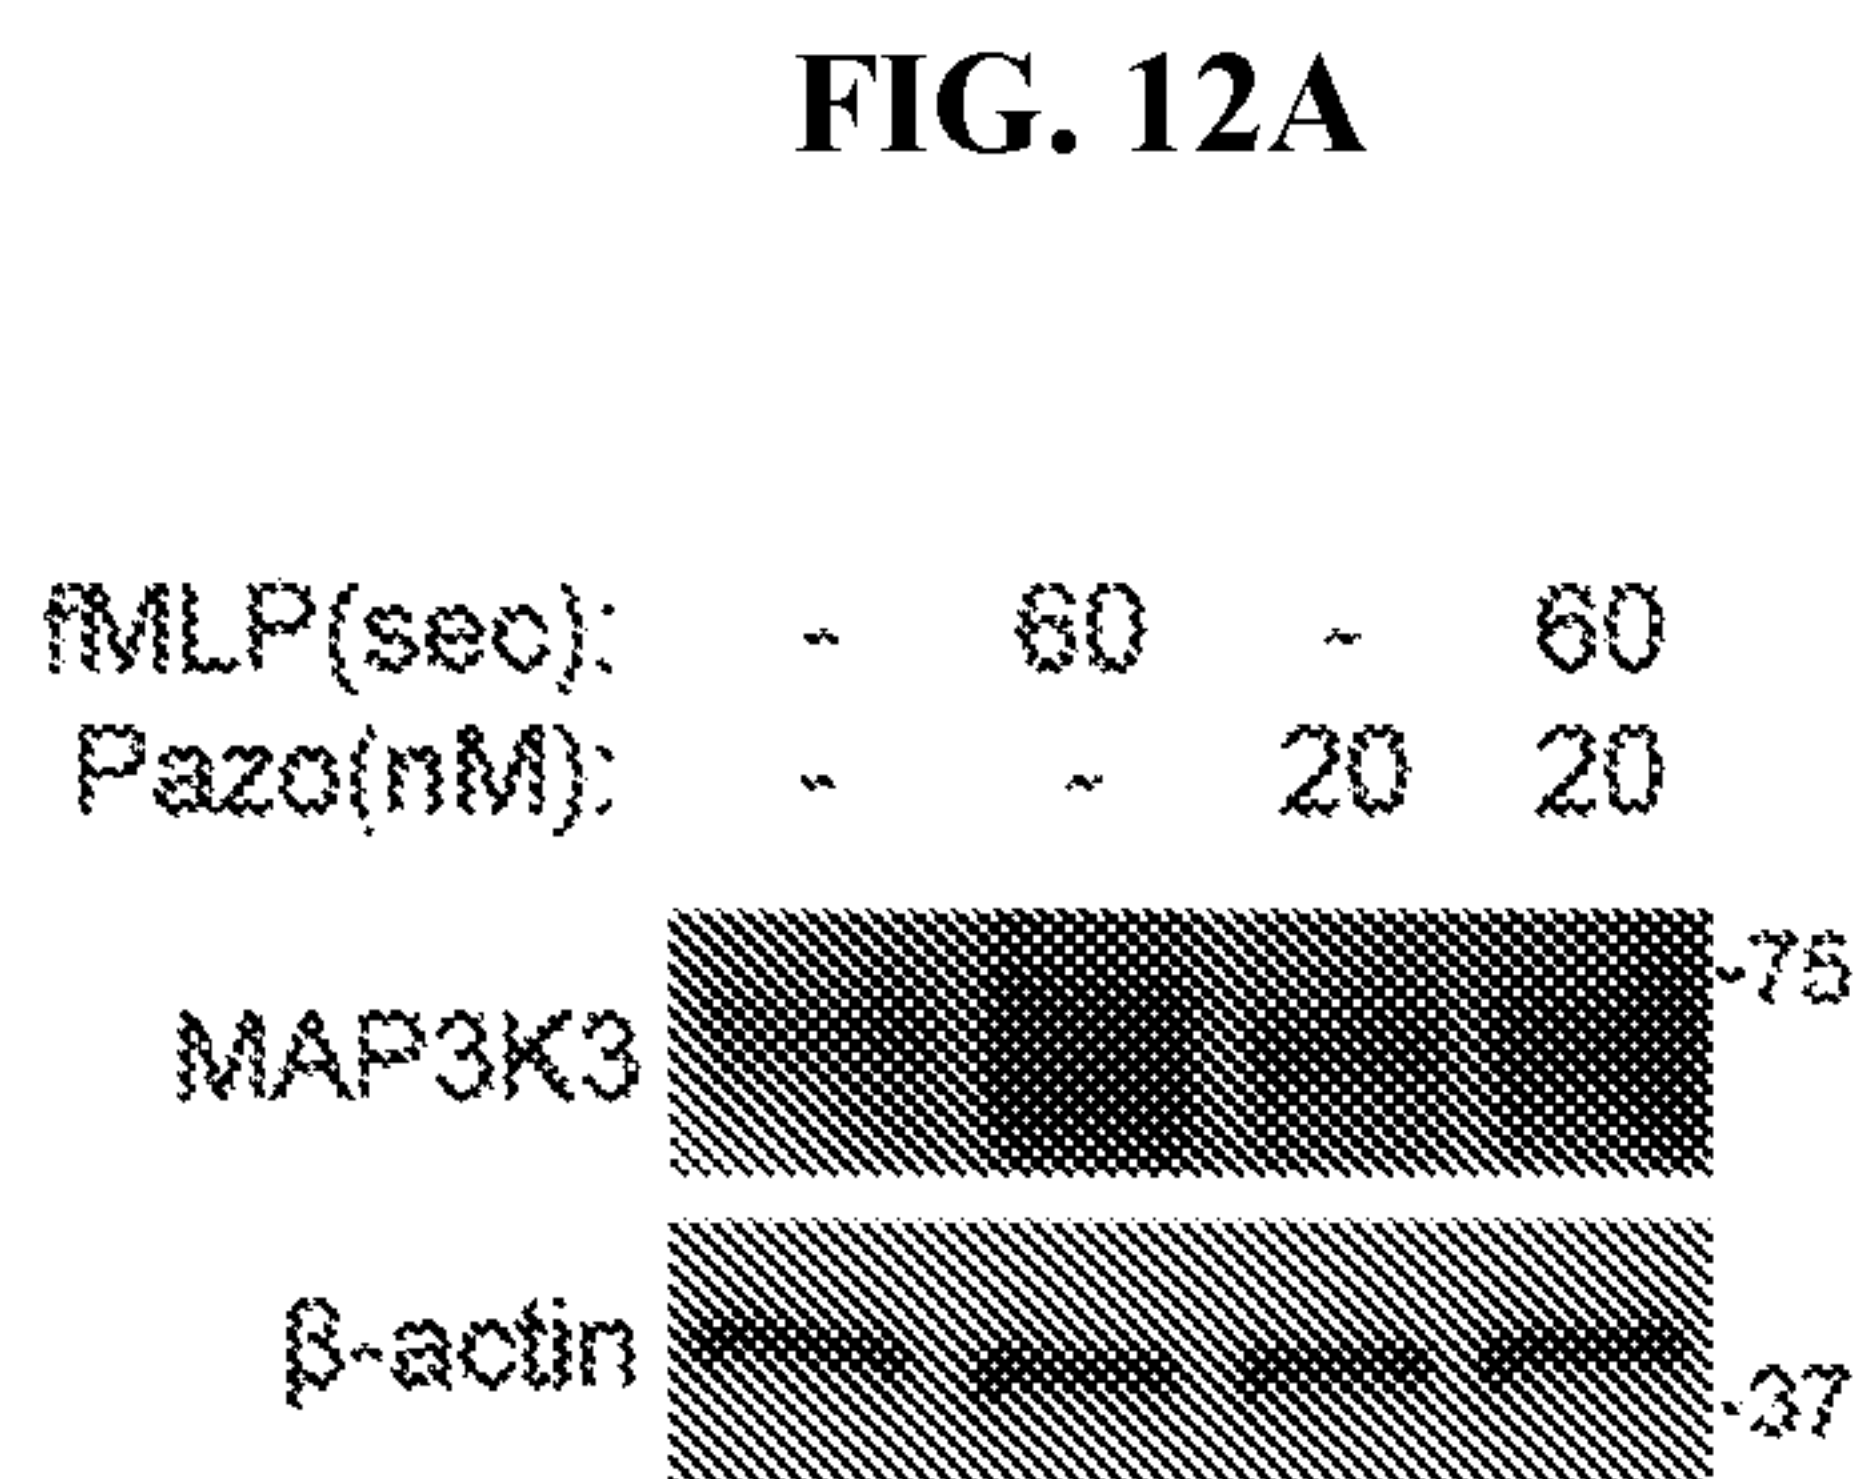 FIG. 12A
fMLP(sec): - 60 - 60
Pazo(nM): - - 20 20
-75
MAP3K3
β-actin
-37